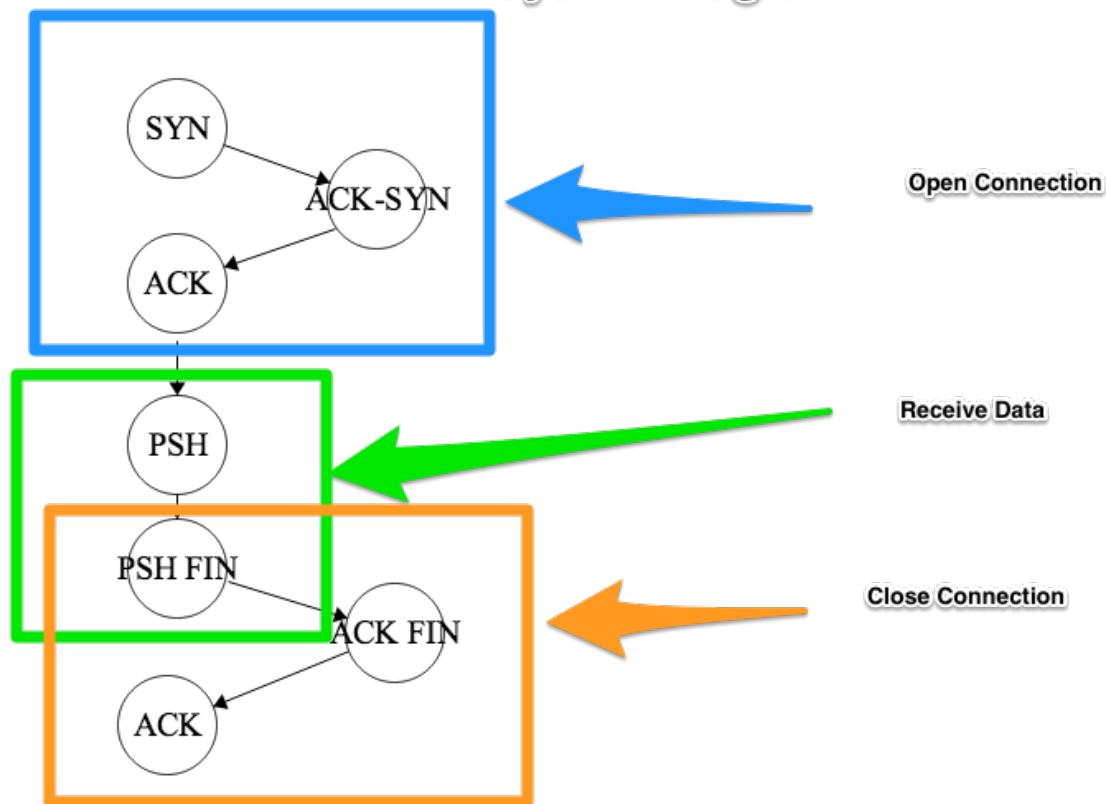 SYN
ACK-SYN
Open Connection
ACK
PSH
Receive Data
PSH FIN
ACK FIN
Close Connection
ACK